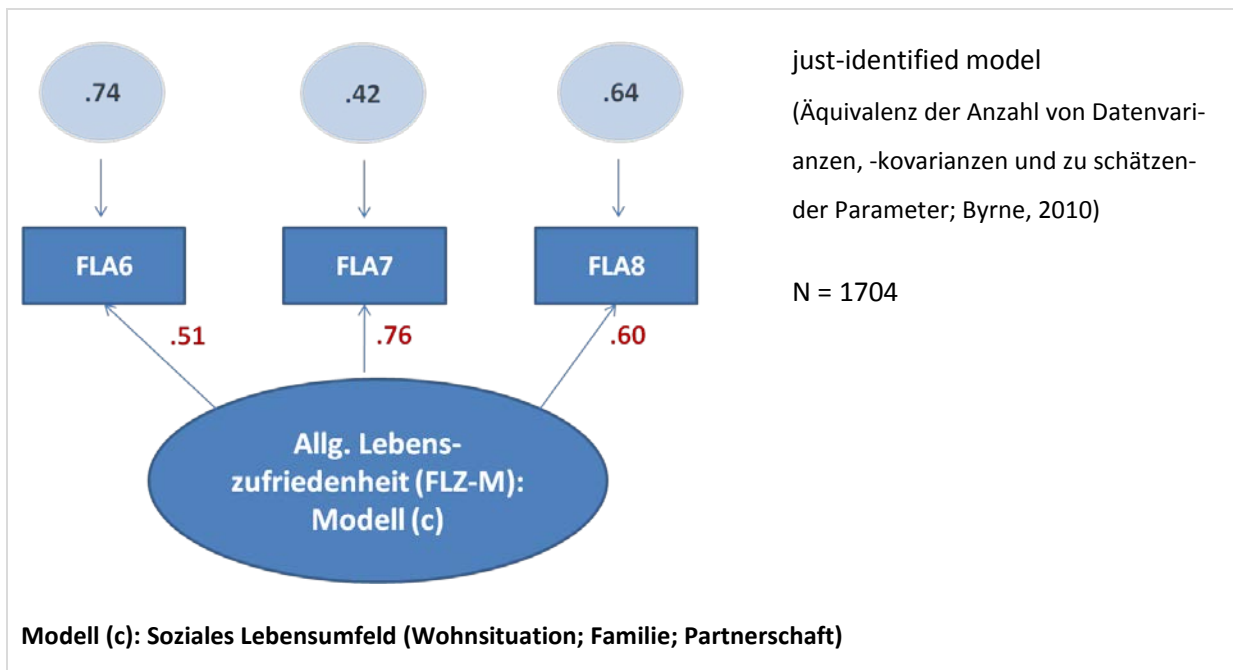 .74
.42
.64
just-identified model
(Äquivalenz der Anzahl von Datenvari-
anzen, -kovarianzen und zu schätzen-
der Parameter; Byrne, 2010)
N = 1704
FLA6
FLA7
FLA8
.51
.76
.60
Allg. Lebens-
zufriedenheit (FLZ-M):
Modell (c)
Modell (c): Soziales Lebensumfeld (Wohnsituation; Familie; Partnerschaft)